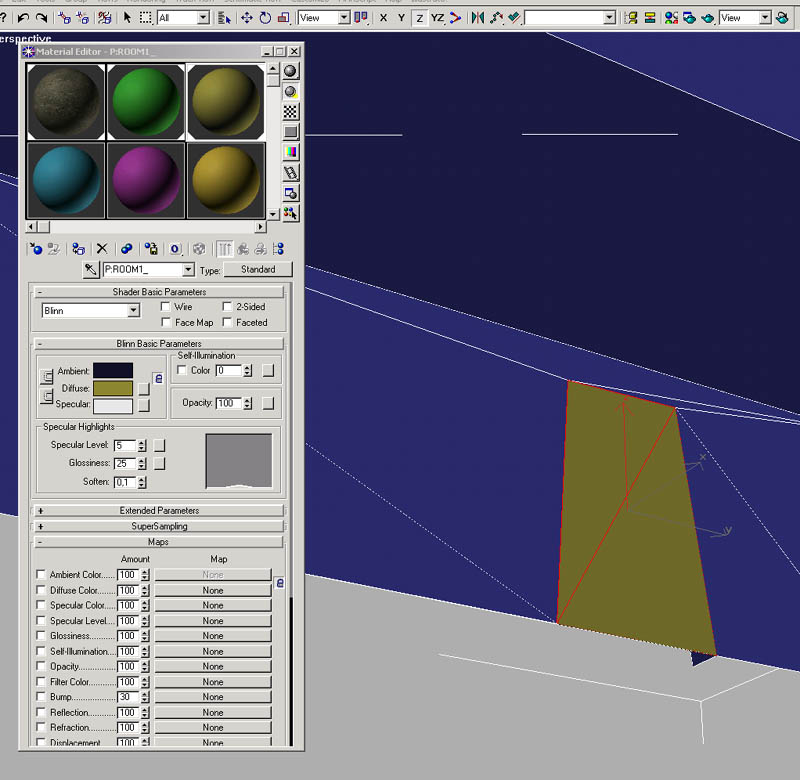 All
View
X Y Z YZ
View
erspective
Material Editor - P:ROOM1_
P:ROOM1_ Type: Standard
- Shader Basic Parameters
Blinn Wire 2-Sided
Face Map Faceted
- Blinn Basic Parameters
Self-Illumination
Ambient: Color 0
Diffuse:
Specular: Opacity: 100
Specular Highlights
Specular Level: 5
Glossiness: 25
Soften: 0,1
+ Extended Parameters
+ SuperSampling
- Maps
Amount Map
Ambient Color...... 100 None
Diffuse Color....... 100 None
Specular Color.... 100 None
Specular Level.... 100 None
Glossiness.......... 100 None
Self-Illumination.... 100 None
Opacity............... 100 None
Filter Color.......... 100 None
Bump................. 30 None
Reflection........... 100 None
Refraction........... 100 None
Displacement 100 None
x
y